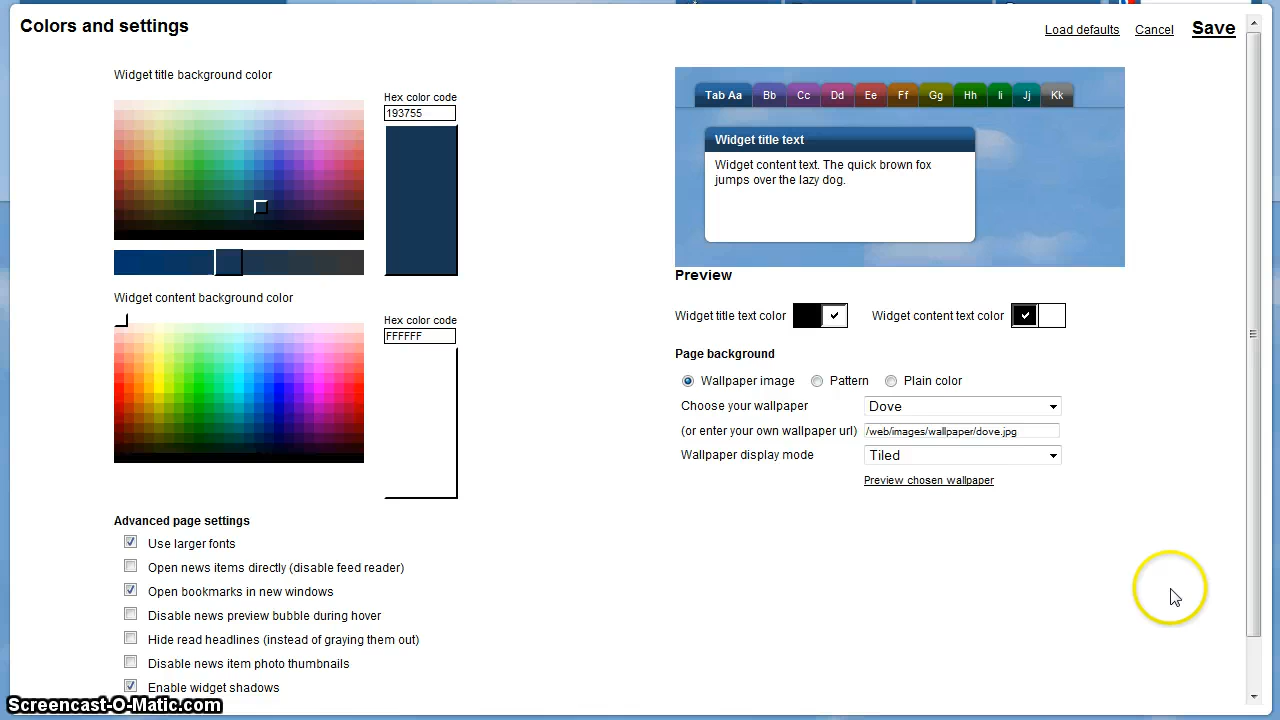 Colors and settings
Load defaults Cancel Save
Widget title background color
Hex color code
193755
Tab Aa Bb Cc Dd Ee Ff Gg Hh Ii Jj Kk
Widget title text
Widget content text. The quick brown fox
jumps over the lazy dog.
Preview
Widget content background color
Hex color code
FFFFFF
Widget title text color Widget content text color
Page background
Wallpaper image Pattern Plain color
Choose your wallpaper Dove
(or enter your own wallpaper url) /web/images/wallpaper/dove.jpg
Wallpaper display mode Tiled
Preview chosen wallpaper
Advanced page settings
Use larger fonts
Open news items directly (disable feed reader)
Open bookmarks in new windows
Disable news preview bubble during hover
Hide read headlines (instead of graying them out)
Disable news item photo thumbnails
Enable widget shadows
Screencast-O-Matic.com